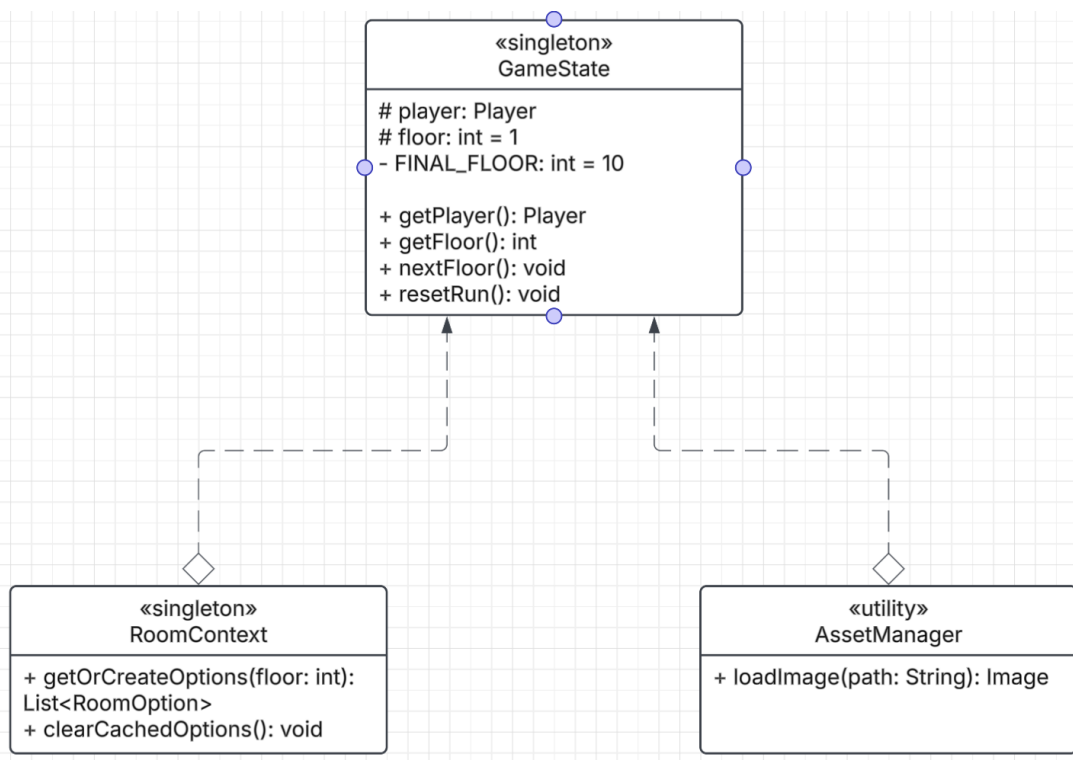 «singleton»
GameState
# player: Player
# floor: int = 1
- FINAL_FLOOR: int = 10
+ getPlayer(): Player
+ getFloor(): int
+ nextFloor(): void
+ resetRun(): void
«singleton»
RoomContext
+ getOrCreateOptions(floor: int):
List<RoomOption>
+ clearCachedOptions(): void
«utility»
AssetManager
+ loadImage(path: String): Image